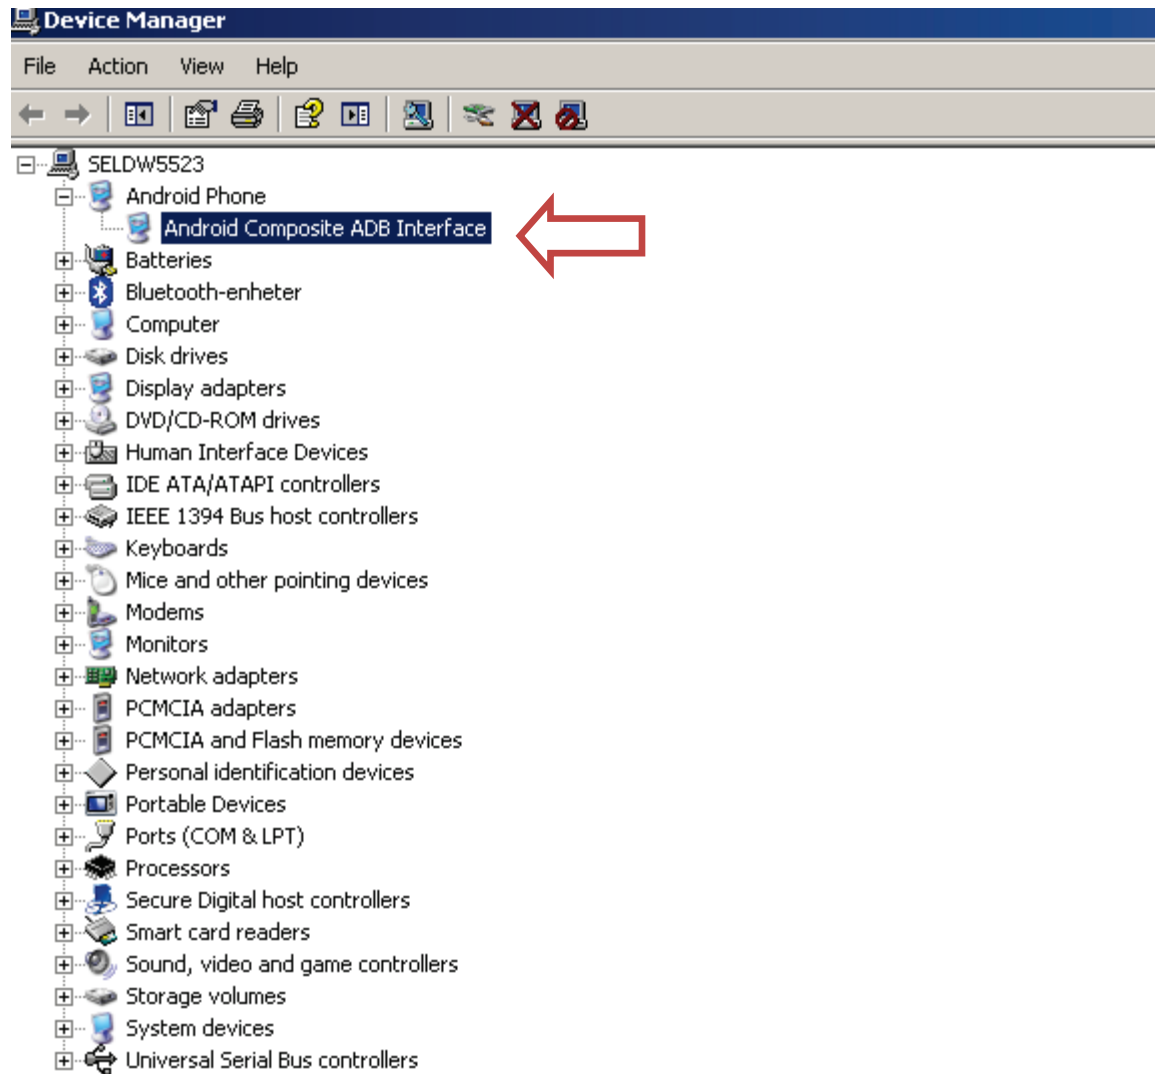 Device Manager
File Action View Help
SELDW5523
Android Phone
Android Composite ADB Interface
Batteries
Bluetooth-enheter
Computer
Disk drives
Display adapters
DVD/CD-ROM drives
Human Interface Devices
IDE ATA/ATAPI controllers
IEEE 1394 Bus host controllers
Keyboards
Mice and other pointing devices
Modems
Monitors
Network adapters
PCMCIA adapters
PCMCIA and Flash memory devices
Personal identification devices
Portable Devices
Ports (COM & LPT)
Processors
Secure Digital host controllers
Smart card readers
Sound, video and game controllers
Storage volumes
System devices
Universal Serial Bus controllers